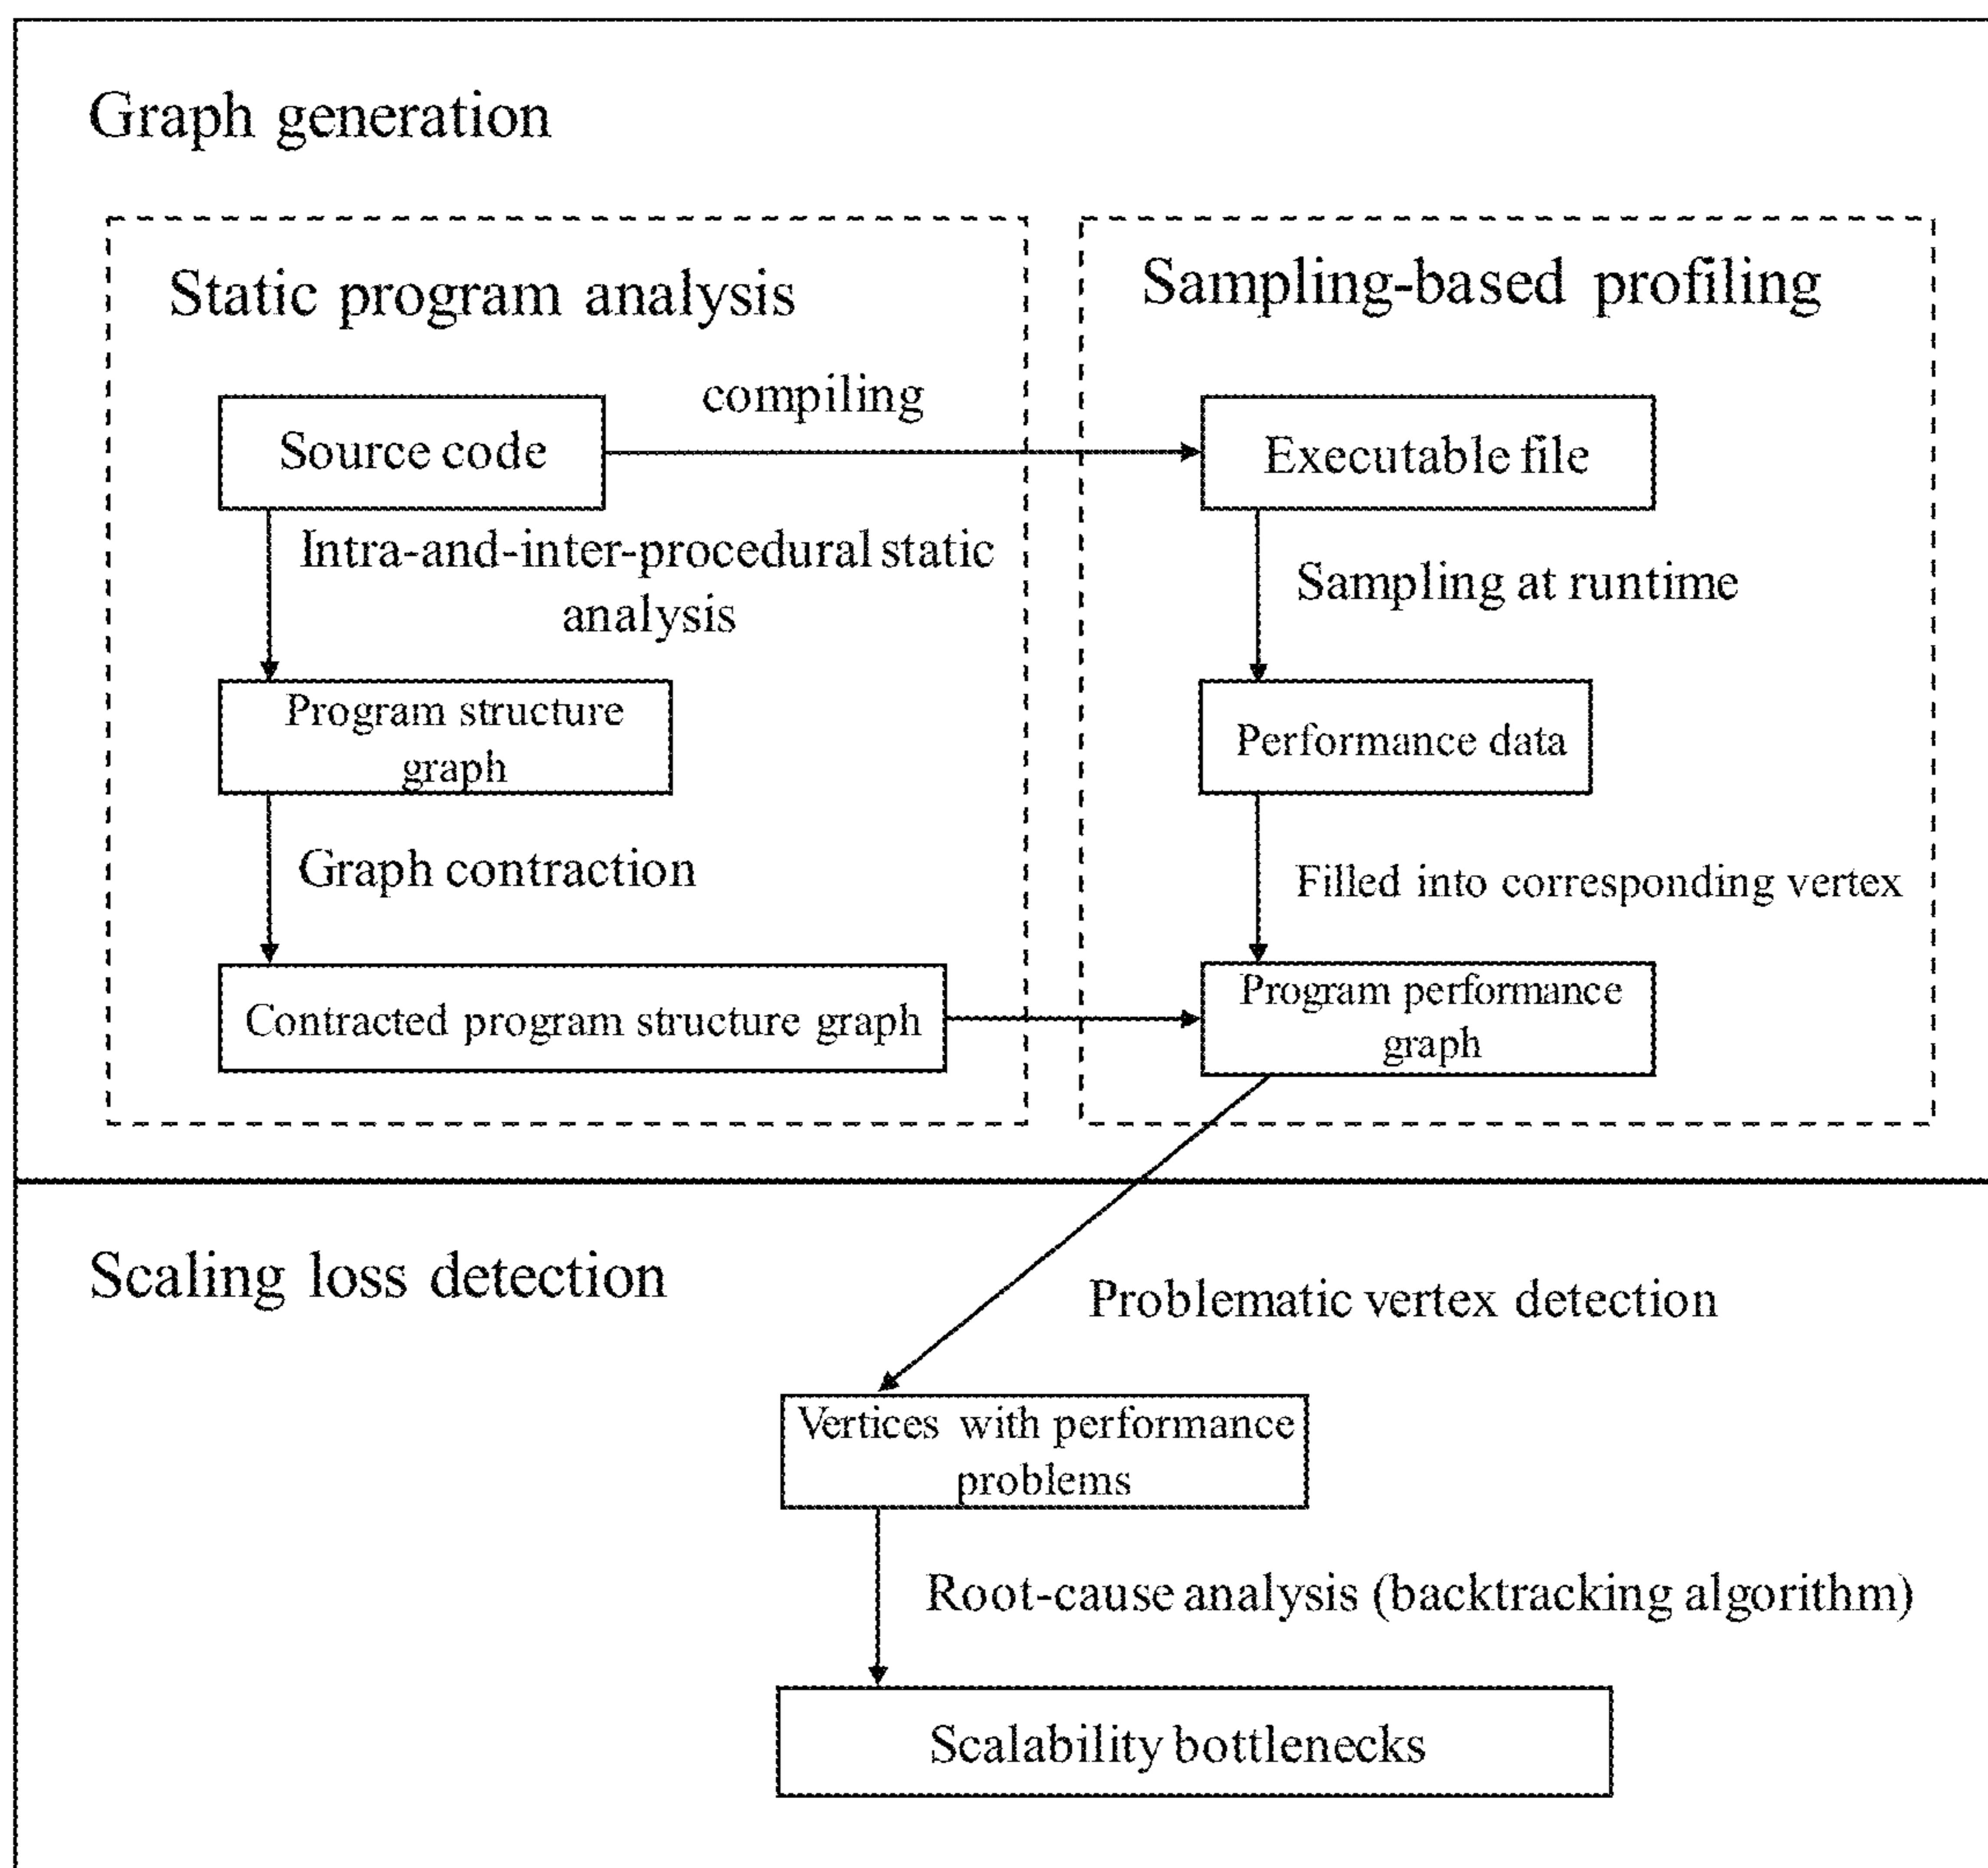 Graph generation
Static program analysis
Sampling-based profiling
compiling
Source code
Executable file
Intra-and-inter-procedural static
analysis
Sampling at runtime
Program structure
graph
Performance data
Graph contraction
Filled into corresponding vertex
Contracted program structure graph
Program performance
graph
Scaling loss detection
Problematic vertex detection
Vertices with performance
problems
Root-cause analysis (backtracking algorithm)
Scalability bottlenecks